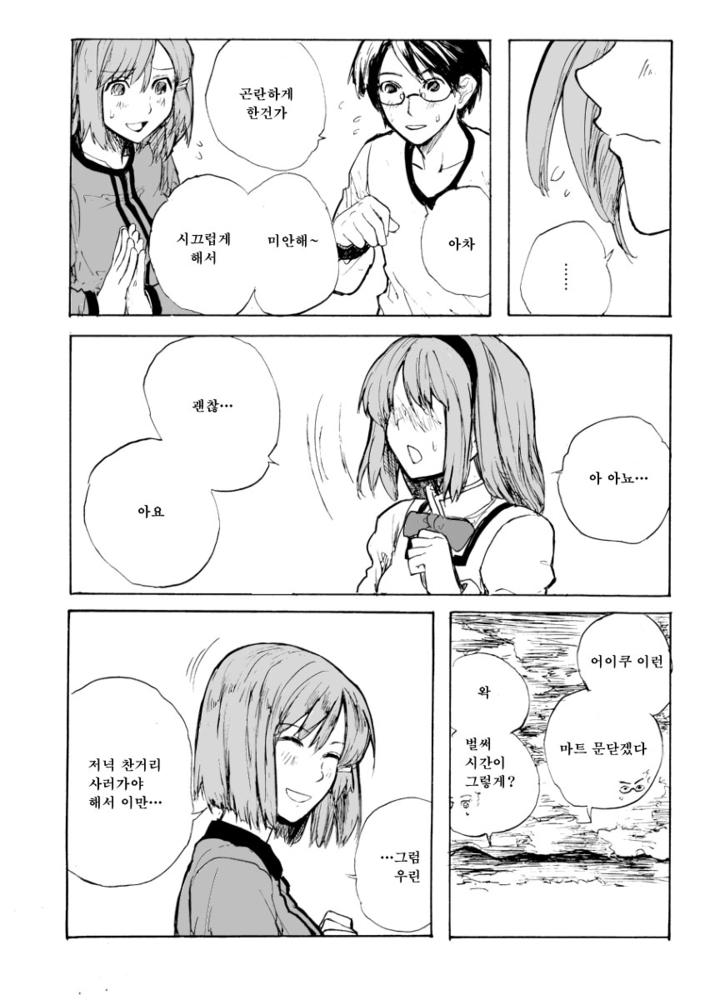 ……
아차
곤란하게
한건가
미안해~
시끄럽게
해서
아 아뇨…
괜찮…
아요
어이쿠 이런
마트 문닫겠다
왁
벌써
시간이
그렇게?
…그럼
우린
저녁 찬거리
사러가야
해서 이만…